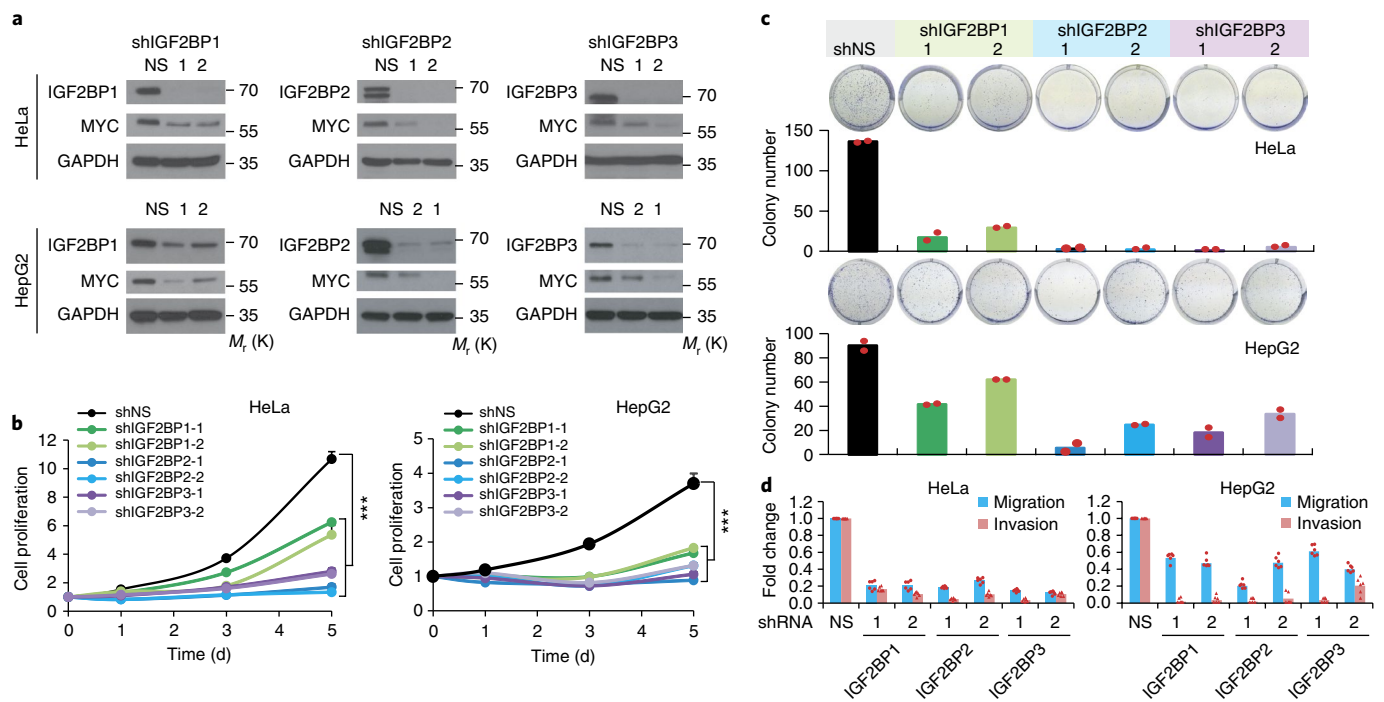 a
shIGF2BP1 shIGF2BP2 shIGF2BP3
NS 1 2 NS 1 2 NS 1 2
HeLa
IGF2BP1 70 IGF2BP2 70 IGF2BP3 70
MYC 55 MYC 55 MYC 55
GAPDH 35 GAPDH 35 GAPDH 35
NS 1 2 NS 2 1 NS 2 1
HepG2
IGF2BP1 70 IGF2BP2 70 IGF2BP3 70
MYC 55 MYC 55 MYC 55
GAPDH 35 GAPDH 35 GAPDH 35
Mr (K) Mr (K) Mr (K)
b
HeLa
shNS
shIGF2BP1-1
shIGF2BP1-2
shIGF2BP2-1
shIGF2BP2-2
shIGF2BP3-1
shIGF2BP3-2
Cell proliferation
12
10
8
6
4
2
0
***
0 1 2 3 4 5
Time (d)
HepG2
shNS
shIGF2BP1-1
shIGF2BP1-2
shIGF2BP2-1
shIGF2BP2-2
shIGF2BP3-1
shIGF2BP3-2
Cell proliferation
5
4
3
2
1
0
***
0 1 2 3 4 5
Time (d)
c
shIGF2BP1 shIGF2BP2 shIGF2BP3
shNS 1 2 1 2 1 2
HeLa
Colony number
150
100
50
0
HepG2
Colony number
100
80
60
40
20
0
d
HeLa
Migration
Invasion
Fold change
1.2
1.0
0.8
0.6
0.4
0.2
0.0
shRNA NS 1 2 1 2 1 2
IGF2BP1 IGF2BP2 IGF2BP3
HepG2
Migration
Invasion
1.2
1.0
0.8
0.6
0.4
0.2
0.0
NS 1 2 1 2 1 2
IGF2BP1 IGF2BP2 IGF2BP3